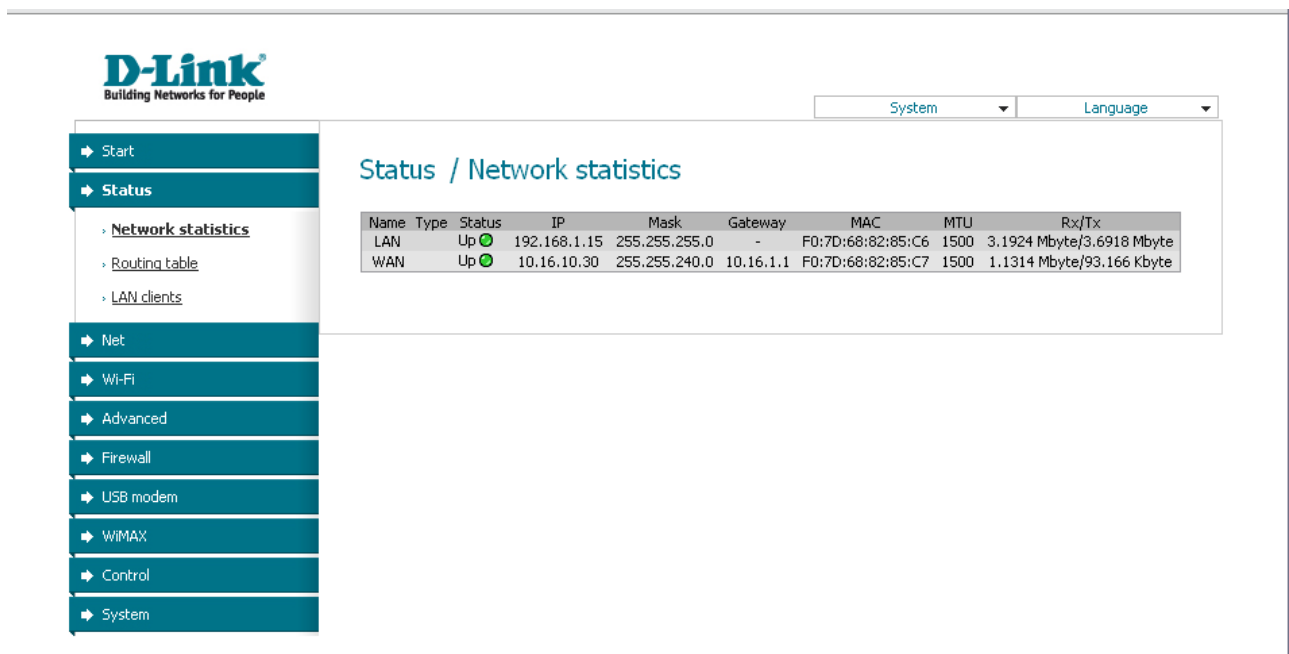 D-Link®
Building Networks for People
System Language
Start
Status
Network statistics
Routing table
LAN clients
Net
Wi-Fi
Advanced
Firewall
USB modem
WiMAX
Control
System
Status / Network statistics
Name Type Status IP Mask Gateway MAC MTU Rx/Tx
LAN Up 192.168.1.15 255.255.255.0 - F0:7D:68:82:85:C6 1500 3.1924 Mbyte/3.6918 Mbyte
WAN Up 10.16.10.30 255.255.240.0 10.16.1.1 F0:7D:68:82:85:C7 1500 1.1314 Mbyte/93.166 Kbyte